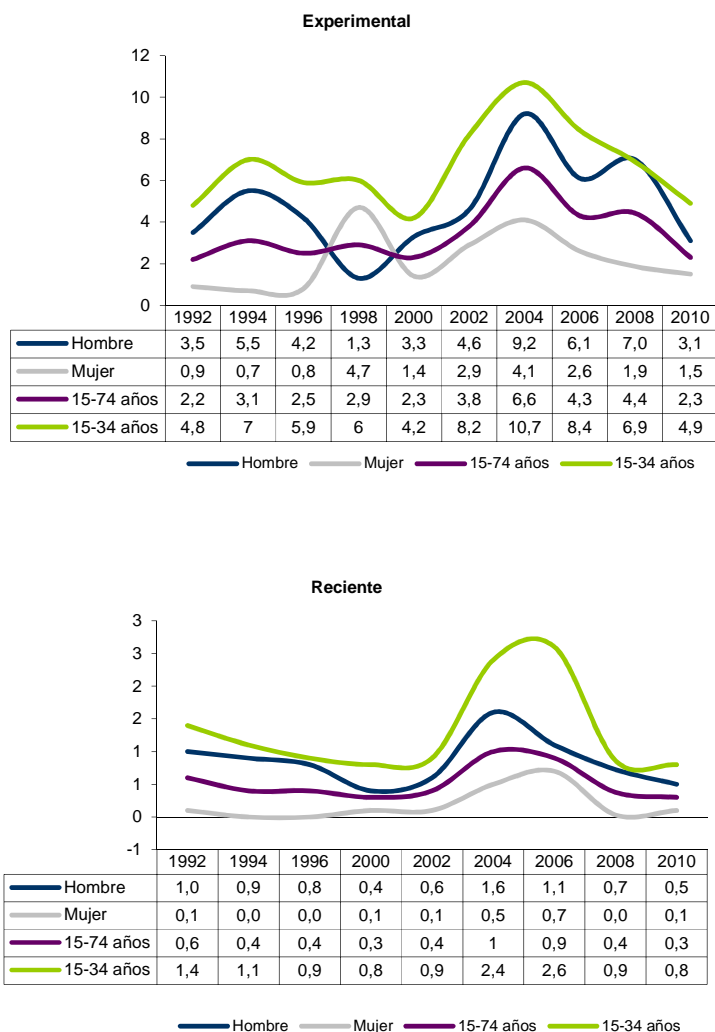 Experimental
12
10
8
6
4
2
0
1992 1994 1996 1998 2000 2002 2004 2006 2008 2010
Hombre 3,5 5,5 4,2 1,3 3,3 4,6 9,2 6,1 7,0 3,1
Mujer 0,9 0,7 0,8 4,7 1,4 2,9 4,1 2,6 1,9 1,5
15-74 años 2,2 3,1 2,5 2,9 2,3 3,8 6,6 4,3 4,4 2,3
15-34 años 4,8 7 5,9 6 4,2 8,2 10,7 8,4 6,9 4,9
Hombre Mujer 15-74 años 15-34 años
Reciente
3
3
2
2
1
1
0
-1
1992 1994 1996 2000 2002 2004 2006 2008 2010
Hombre 1,0 0,9 0,8 0,4 0,6 1,6 1,1 0,7 0,5
Mujer 0,1 0,0 0,0 0,1 0,1 0,5 0,7 0,0 0,1
15-74 años 0,6 0,4 0,4 0,3 0,4 1 0,9 0,4 0,3
15-34 años 1,4 1,1 0,9 0,8 0,9 2,4 2,6 0,9 0,8
Hombre Mujer 15-74 años 15-34 años